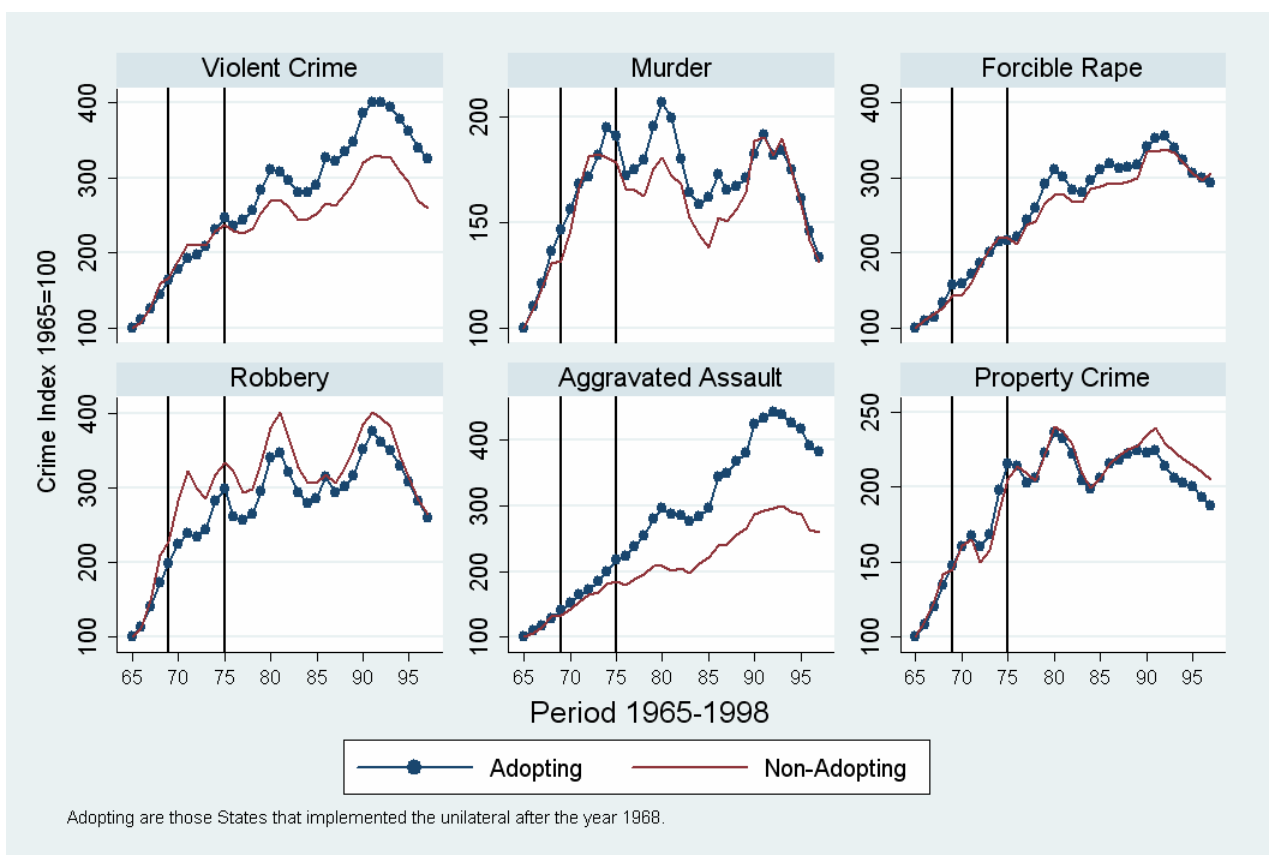 Violent Crime
Murder
Forcible Rape
400
300
200
100
200
150
100
400
300
200
100
Crime Index 1965=100
Robbery
Aggravated Assault
Property Crime
400
300
200
100
400
300
200
100
250
200
150
100
65 70 75 80 85 90 95
65 70 75 80 85 90 95
65 70 75 80 85 90 95
Period 1965-1998
Adopting Non-Adopting
Adopting are those States that implemented the unilateral after the year 1968.